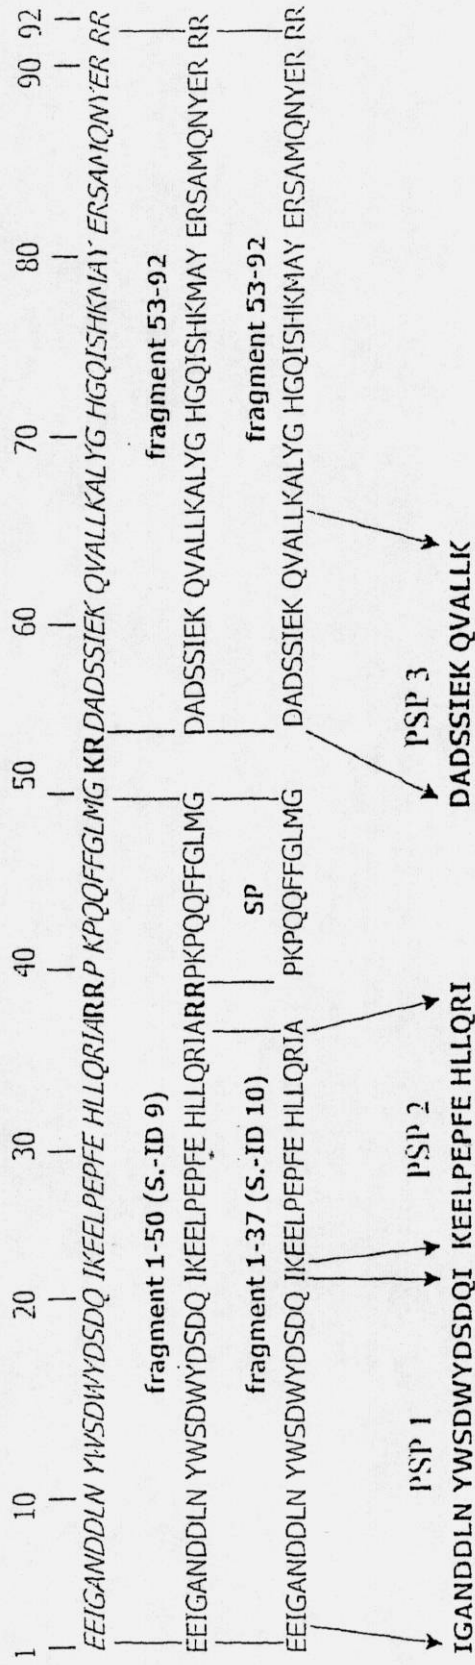 1 10 20 30 40 50 60 70 80 90 92
EEIGANDDLN YWSDWYDSDQ IKEELPEPFE HLLQRIARRP KPQQFFGLMG KRDADSSIEK QVALLKALYG HGQISHKMAY ERSAMQNYER RR
fragment 1-50 (S.-ID 9) fragment 53-92
EEIGANDDLN YWSDWYDSDQ IKEELPEPFE HLLQRIARRPKPQQFFGLMG DADSSIEK QVALLKALYG HGQISHKMAY ERSAMQNYER RR
fragment 1-37 (S.-ID 10) SP fragment 53-92
EEIGANDDLN YWSDWYDSDQ IKEELPEPFE HLLQRIA PKPQQFFGLMG DADSSIEK QVALLKALYG HGQISHKMAY ERSAMQNYER RR
PSP 1 PSP 2 PSP 3
IGANDDLN YWSDWYDSDQI KEELPEPFE HLLQRI DADSSIEK QVALLK